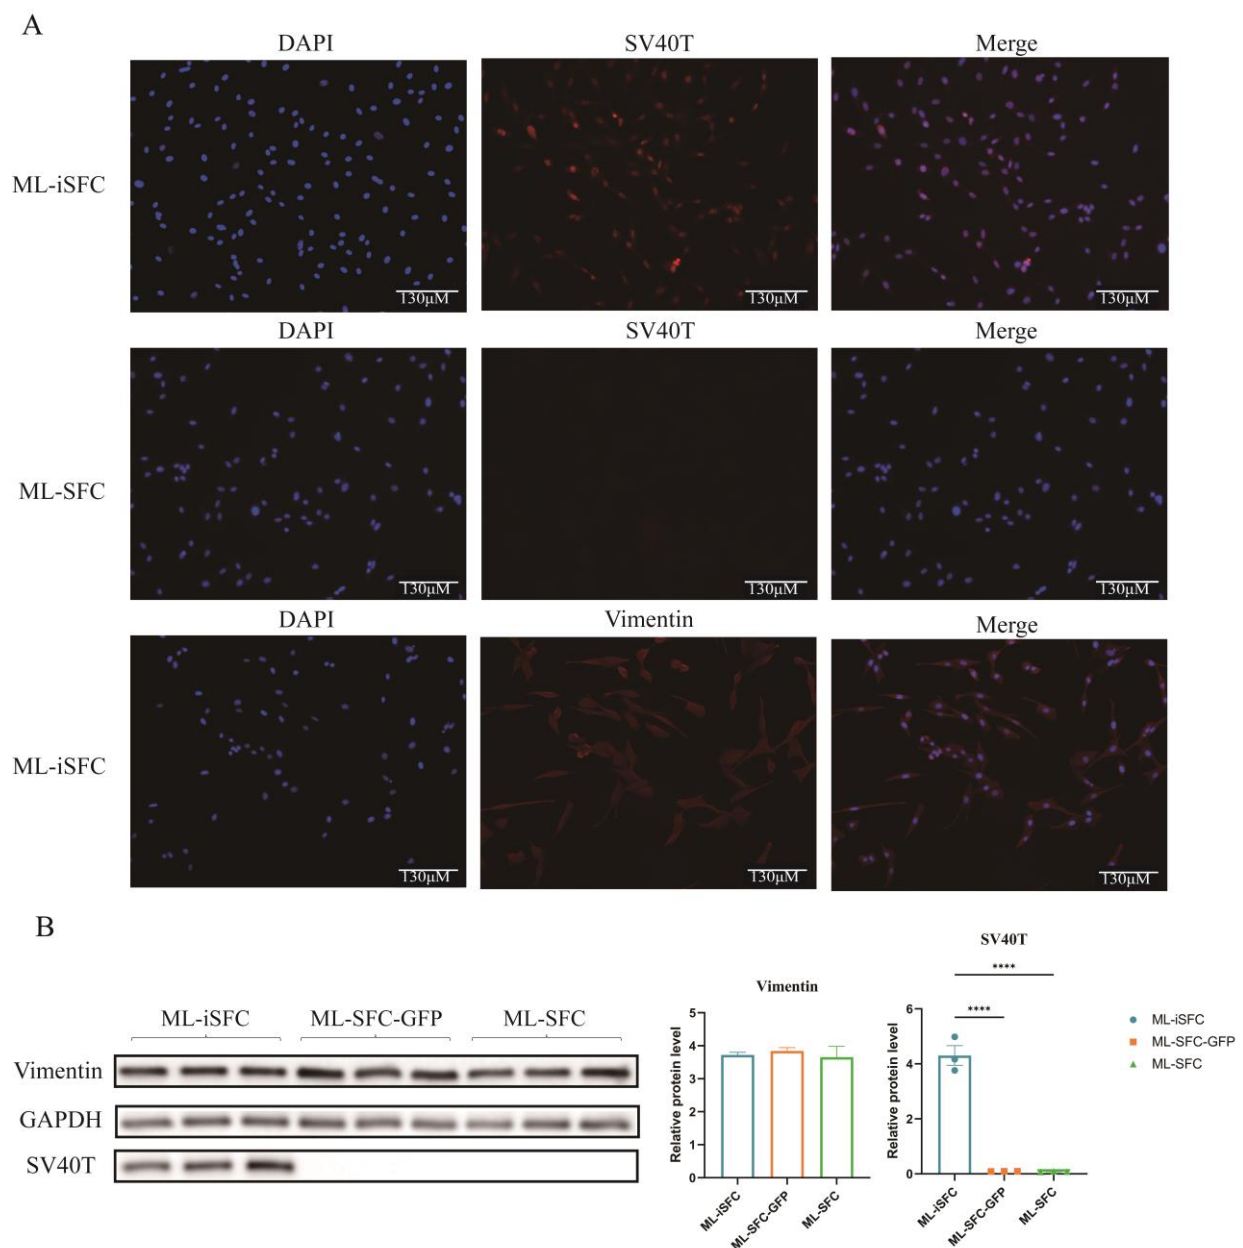 A
DAPI SV40T Merge
ML-iSFC
130μM 130μM 130μM
DAPI SV40T Merge
ML-SFC
130μM 130μM 130μM
DAPI Vimentin Merge
ML-iSFC
130μM 130μM 130μM
B
ML-iSFC ML-SFC-GFP ML-SFC
Vimentin
GAPDH
SV40T
Vimentin
Relative protein level
5
4
3
2
1
0
ML-iSFC
ML-SFC-GFP
ML-SFC
SV40T
****
****
Relative protein level
6
4
2
0
ML-iSFC
ML-SFC-GFP
ML-SFC
ML-iSFC
ML-SFC-GFP
ML-SFC